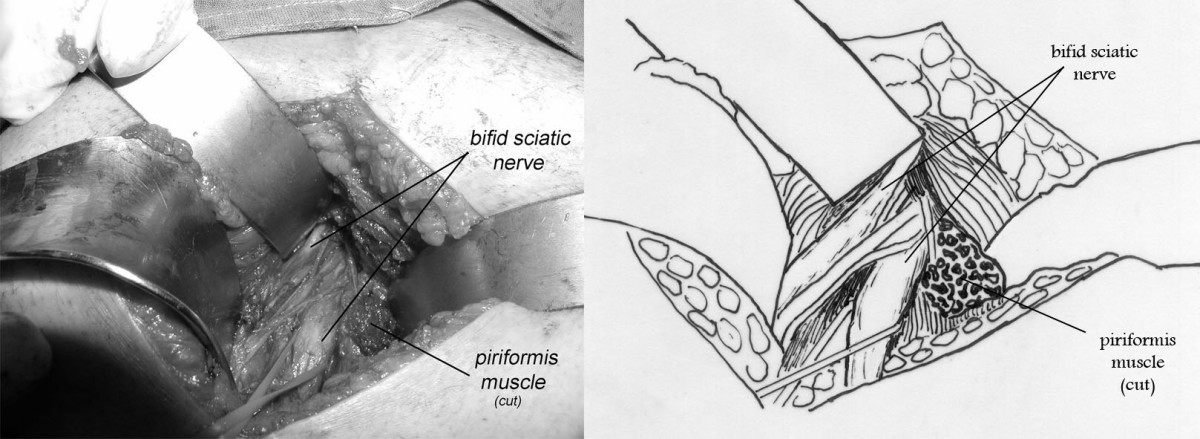 bifid sciatic
nerve
piriformis
muscle
(cut)
bifid sciatic
nerve
piriformis
muscle
(cut)